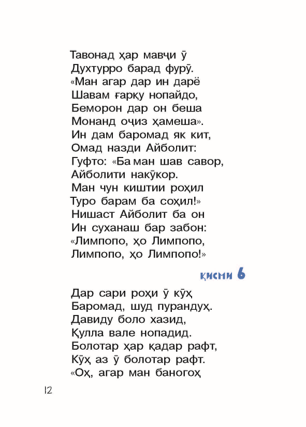 Тавонад ҳар мавҷи ӯ
Духтурро барад фурӯ.
«Ман агар дар ин дарё
Шавам ғарқу нопайдо,
Беморон дар он беша
Монанд оҷиз ҳамеша».
Ин дам баромад як кит,
Омад назди Айболит:
Гуфто: «Ба ман шав савор,
Айболити накӯкор.
Ман чун киштии роҳил
Туро барам ба соҳил!»
Нишаст Айболит ба он
Ин суханаш бар забон:
«Лимпопо, ҳо Лимпопо,
Лимпопо, ҳо Лимпопо!»
ҚИСМИ 6
Дар сари роҳи ӯ кӯҳ
Баромад, шуд пурандуҳ.
Давиду боло хазид,
Қулла вале нопадид.
Болотар ҳар қадар рафт,
Кӯҳ аз ӯ болотар рафт.
«Оҳ, агар ман баногоҳ
12